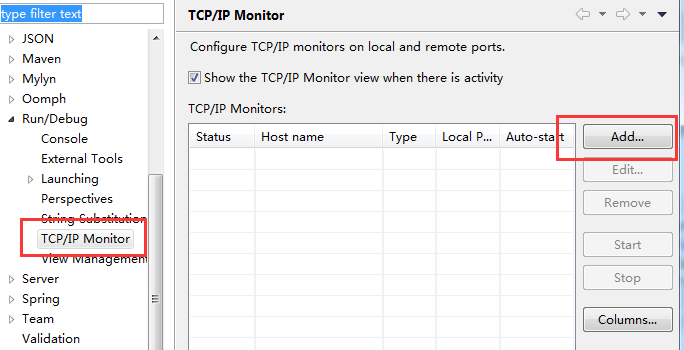 type filter text
JSON
Maven
Mylyn
Oomph
Run/Debug
Console
External Tools
Launching
Perspectives
String Substitution
TCP/IP Monitor
View Management
Server
Spring
Team
Validation
TCP/IP Monitor
Configure TCP/IP monitors on local and remote ports.
Show the TCP/IP Monitor view when there is activity
TCP/IP Monitors:
Status Host name Type Local P... Auto-start
Add...
Edit...
Remove
Start
Stop
Columns...